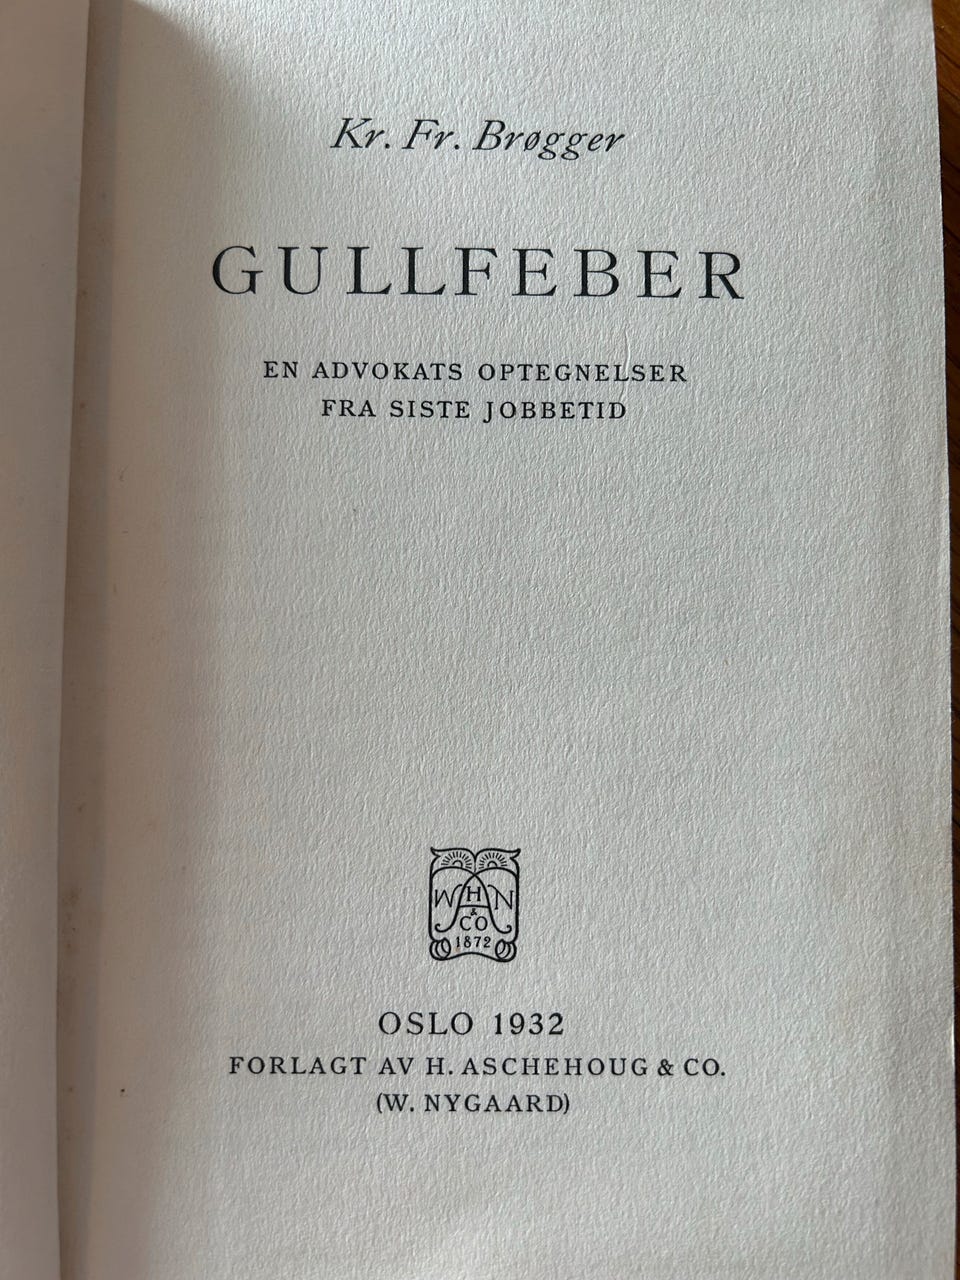 Kr. Fr. Brøgger
GULLFEBER
EN ADVOKATS OPTEGNELSER
FRA SISTE JOBBETID
W H N
& CO
1872
OSLO 1932
FORLAGT AV H. ASCHEHOUG & CO.
(W. NYGAARD)